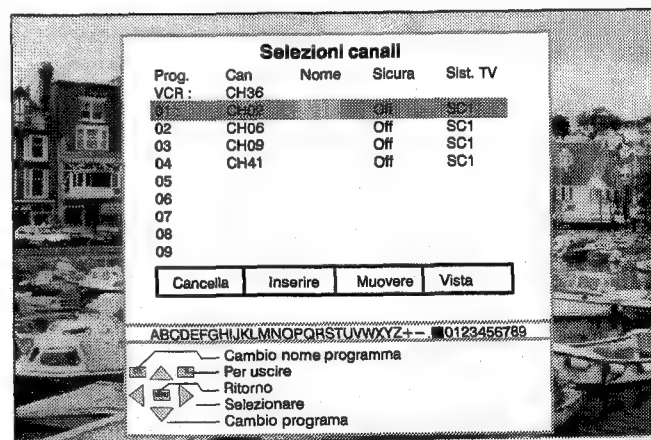 Selezioni canali
Prog. Can Nome Sicura Sist. TV
VCR : CH36
01 CH02 Off SC1
02 CH06 Off SC1
03 CH09 Off SC1
04 CH41 Off SC1
05
06
07
08
09
Cancella Inserire Muovere Vista
ABCDEFGHIJKLMNOPQRSTUVWXYZ+−.■0123456789
Cambio nome programma
Per uscire
Ritorno
Selezionare
Cambio programa